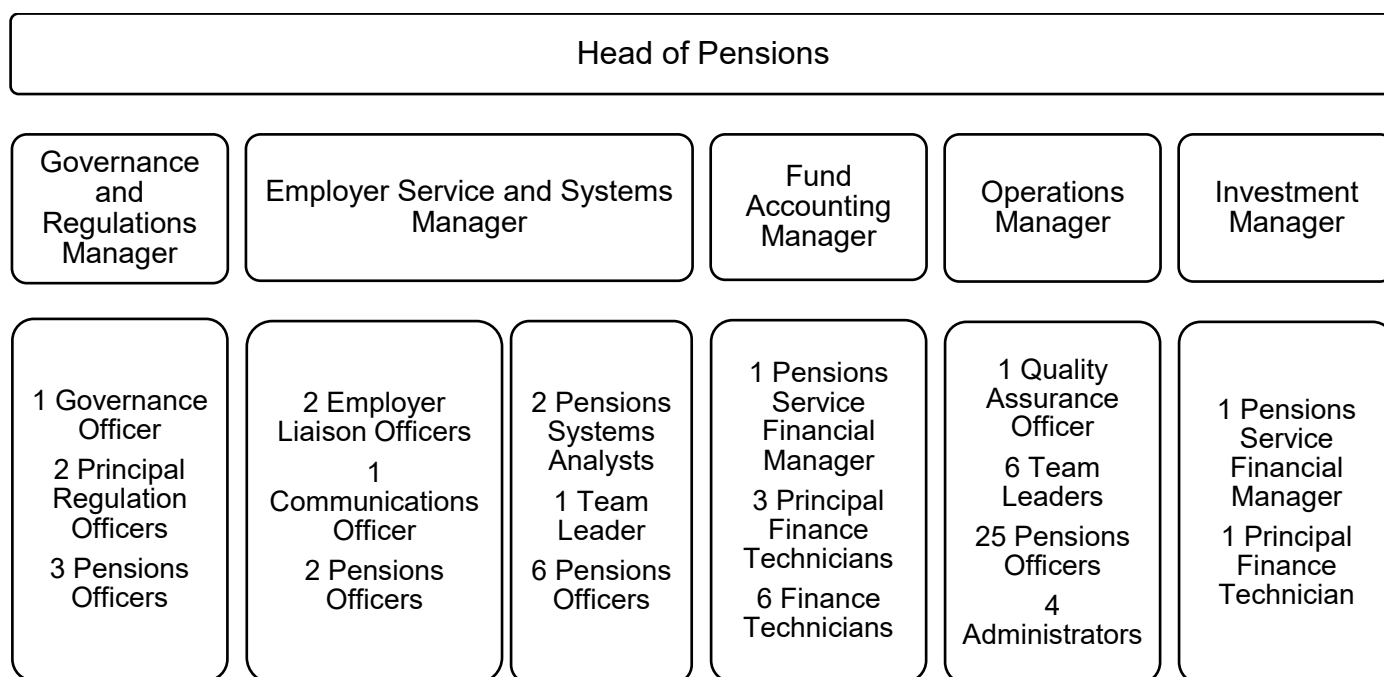 Head of Pensions
Governance
and
Regulations
Manager
Employer Service and Systems
Manager
Fund
Accounting
Manager
Operations
Manager
Investment
Manager
1 Governance
Officer
2 Principal
Regulation
Officers
3 Pensions
Officers
2 Employer
Liaison Officers
1
Communications
Officer
2 Pensions
Officers
2 Pensions
Systems
Analysts
1 Team
Leader
6 Pensions
Officers
1 Pensions
Service
Financial
Manager
3 Principal
Finance
Technicians
6 Finance
Technicians
1 Quality
Assurance
Officer
6 Team
Leaders
25 Pensions
Officers
4
Administrators
1 Pensions
Service
Financial
Manager
1 Principal
Finance
Technician